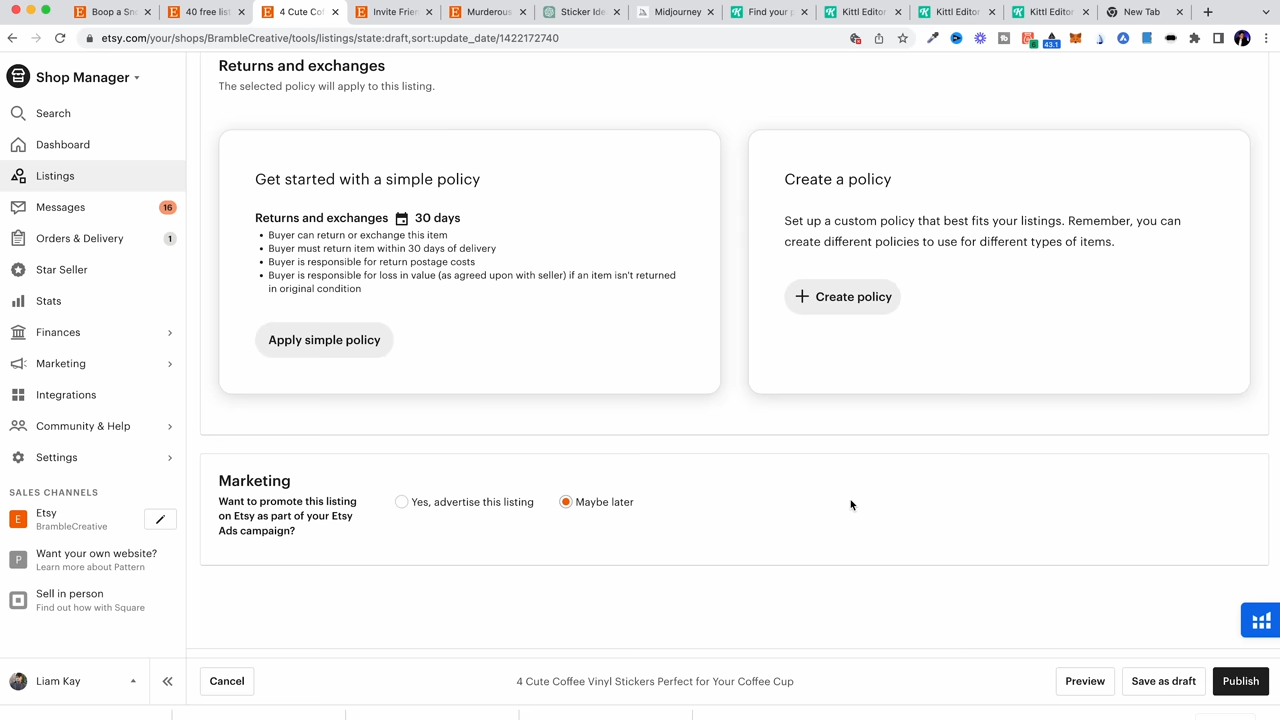 Boop a Sno
40 free list
4 Cute Cof
Invite Frien
Murderous
Sticker Ide
Midjourney
Find your p
Kittl Editor
Kittl Editor
Kittl Editor
New Tab
etsy.com/your/shops/BrambleCreative/tools/listings/state:draft,sort:update_date/1422172740
6
43.1
Shop Manager
Search
Dashboard
Listings
Messages
16
Orders & Delivery
1
Star Seller
Stats
Finances
Marketing
Integrations
Community & Help
Settings
SALES CHANNELS
E
Etsy
BrambleCreative
P
Want your own website?
Learn more about Pattern
Sell in person
Find out how with Square
Liam Kay
Returns and exchanges
The selected policy will apply to this listing.
Get started with a simple policy
Returns and exchanges 30 days
• Buyer can return or exchange this item
• Buyer must return item within 30 days of delivery
• Buyer is responsible for return postage costs
• Buyer is responsible for loss in value (as agreed upon with seller) if an item isn't returned
in original condition
Apply simple policy
Create a policy
Set up a custom policy that best fits your listings. Remember, you can
create different policies to use for different types of items.
+ Create policy
Marketing
Want to promote this listing
on Etsy as part of your Etsy
Ads campaign?
Yes, advertise this listing
Maybe later
Cancel
4 Cute Coffee Vinyl Stickers Perfect for Your Coffee Cup
Preview
Save as draft
Publish